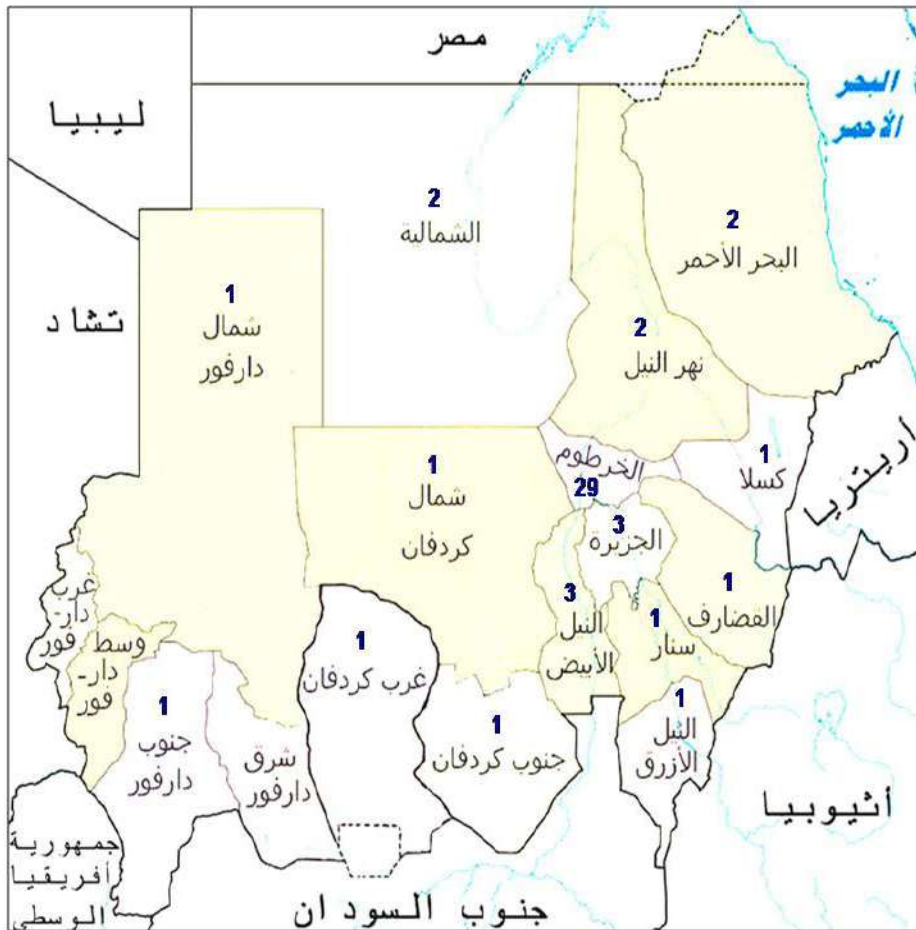 مصر
البحر
الأحمر
ليبيا
2
الشمالية
2
البحر الأحمر
1
شمال
دارفور
تشاد
2
نهر النيل
اريتزيا
الخرطوم
29
1
كسلا
1
شمال
كردفان
3
الجزيرة
1
القضارف
3
النيل
الأبيض
1
سنار
غرب
دار-
فور
وسط
دار-
فور
1
غرب كردفان
1
جنوب
دارفور
شرق
دارفور
1
جنوب كردفان
1
النيل
الأزرق
أثيوبيا
جمهورية
أفريقيا
الوسطى
جنوب السودان